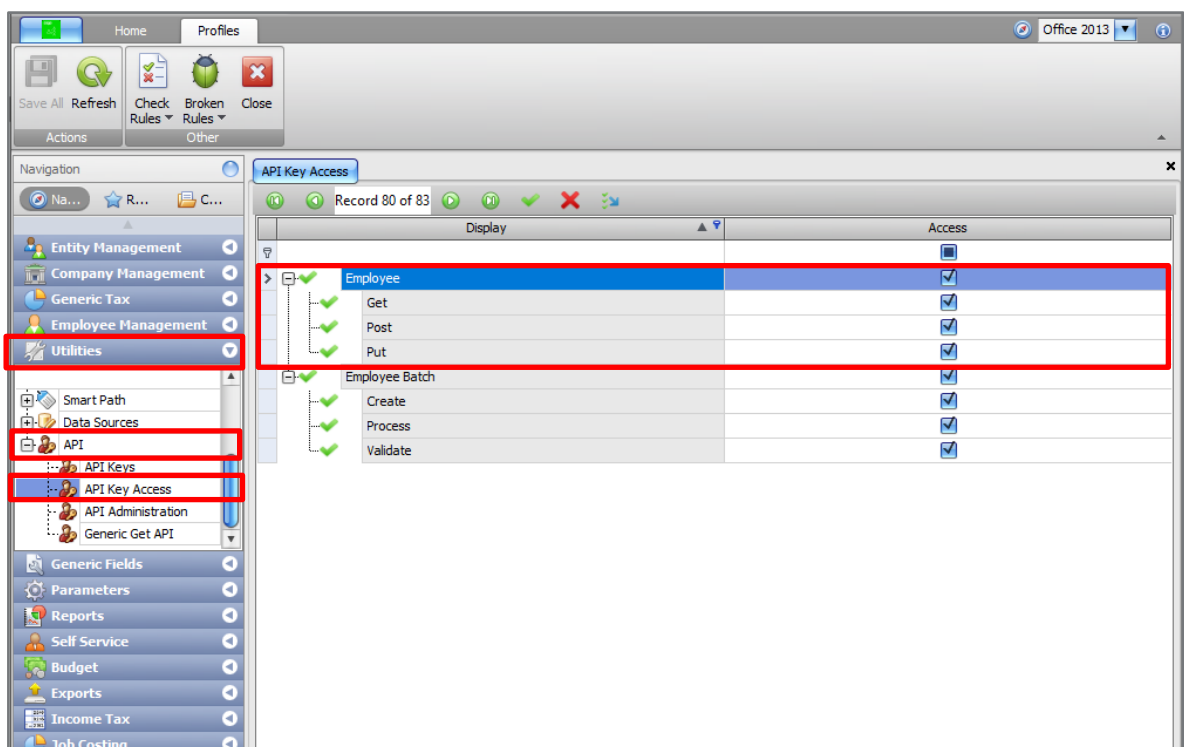 Home
Profiles
Office 2013
Save All
Refresh
Check Rules
Broken Rules
Close
Actions
Other
Navigation
Na...
R...
C...
Entity Management
Company Management
Generic Tax
Employee Management
Utilities
Smart Path
Data Sources
API
API Keys
API Key Access
API Administration
Generic Get API
Generic Fields
Parameters
Reports
Self Service
Budget
Exports
Income Tax
Job Costing
API Key Access
Record 80 of 83
Display
Access
Employee
Get
Post
Put
Employee Batch
Create
Process
Validate